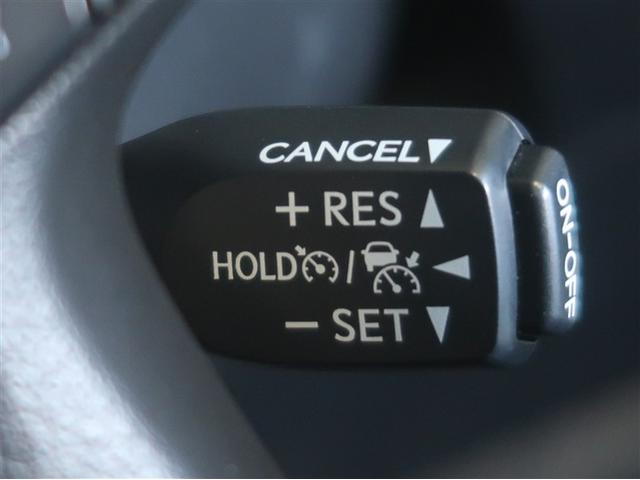 CANCEL▼
+ RES ▲
HOLD / ◀
− SET ▼
ON-OFF